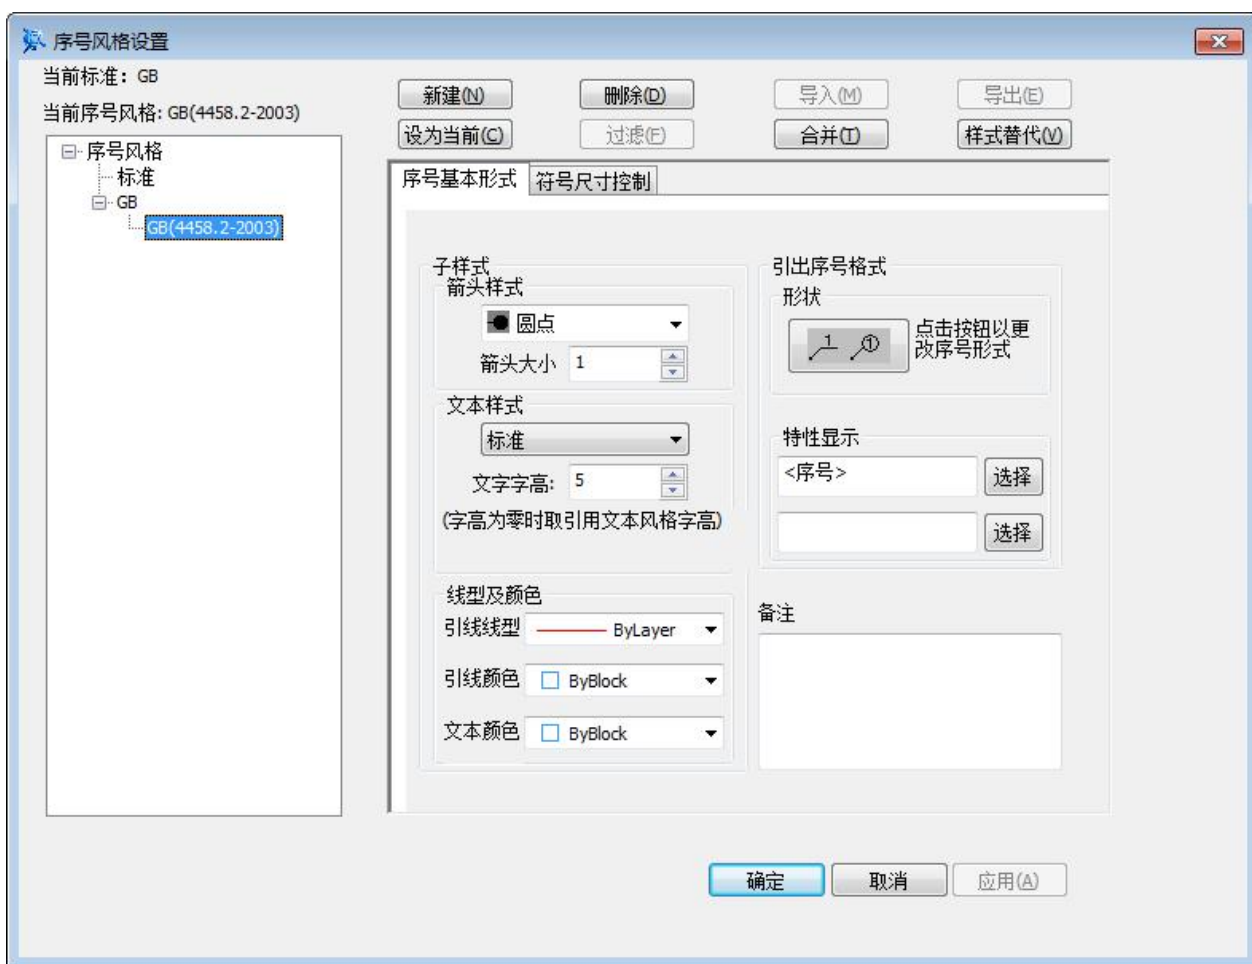 序号风格设置
当前标准: GB
当前序号风格: GB(4458.2-2003)
新建(N)
删除(D)
导入(M)
导出(E)
设为当前(C)
过滤(F)
合并(T)
样式替代(V)
序号风格
标准
GB
GB(4458.2-2003)
序号基本形式
符号尺寸控制
子样式
箭头样式
圆点
箭头大小 1
文本样式
标准
文字字高: 5
(字高为零时取引用文本风格字高)
线型及颜色
引线线型 ByLayer
引线颜色 ByBlock
文本颜色 ByBlock
引出序号格式
形状
1 ①
点击按钮以更
改序号形式
特性显示
<序号>
选择
选择
备注
确定
取消
应用(A)